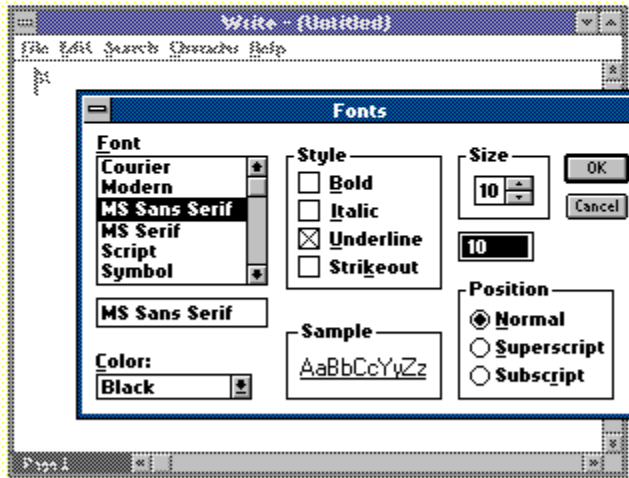 Write - (Untitled)
File Edit Search Character Help
Fonts
Font
Courier
Modern
MS Sans Serif
MS Serif
Script
Symbol
MS Sans Serif
Color:
Black
Style
Bold
Italic
Underline
Strikeout
Sample
AaBbCcYyZz
Size
10
10
Position
Normal
Superscript
Subscript
OK
Cancel
Page 1